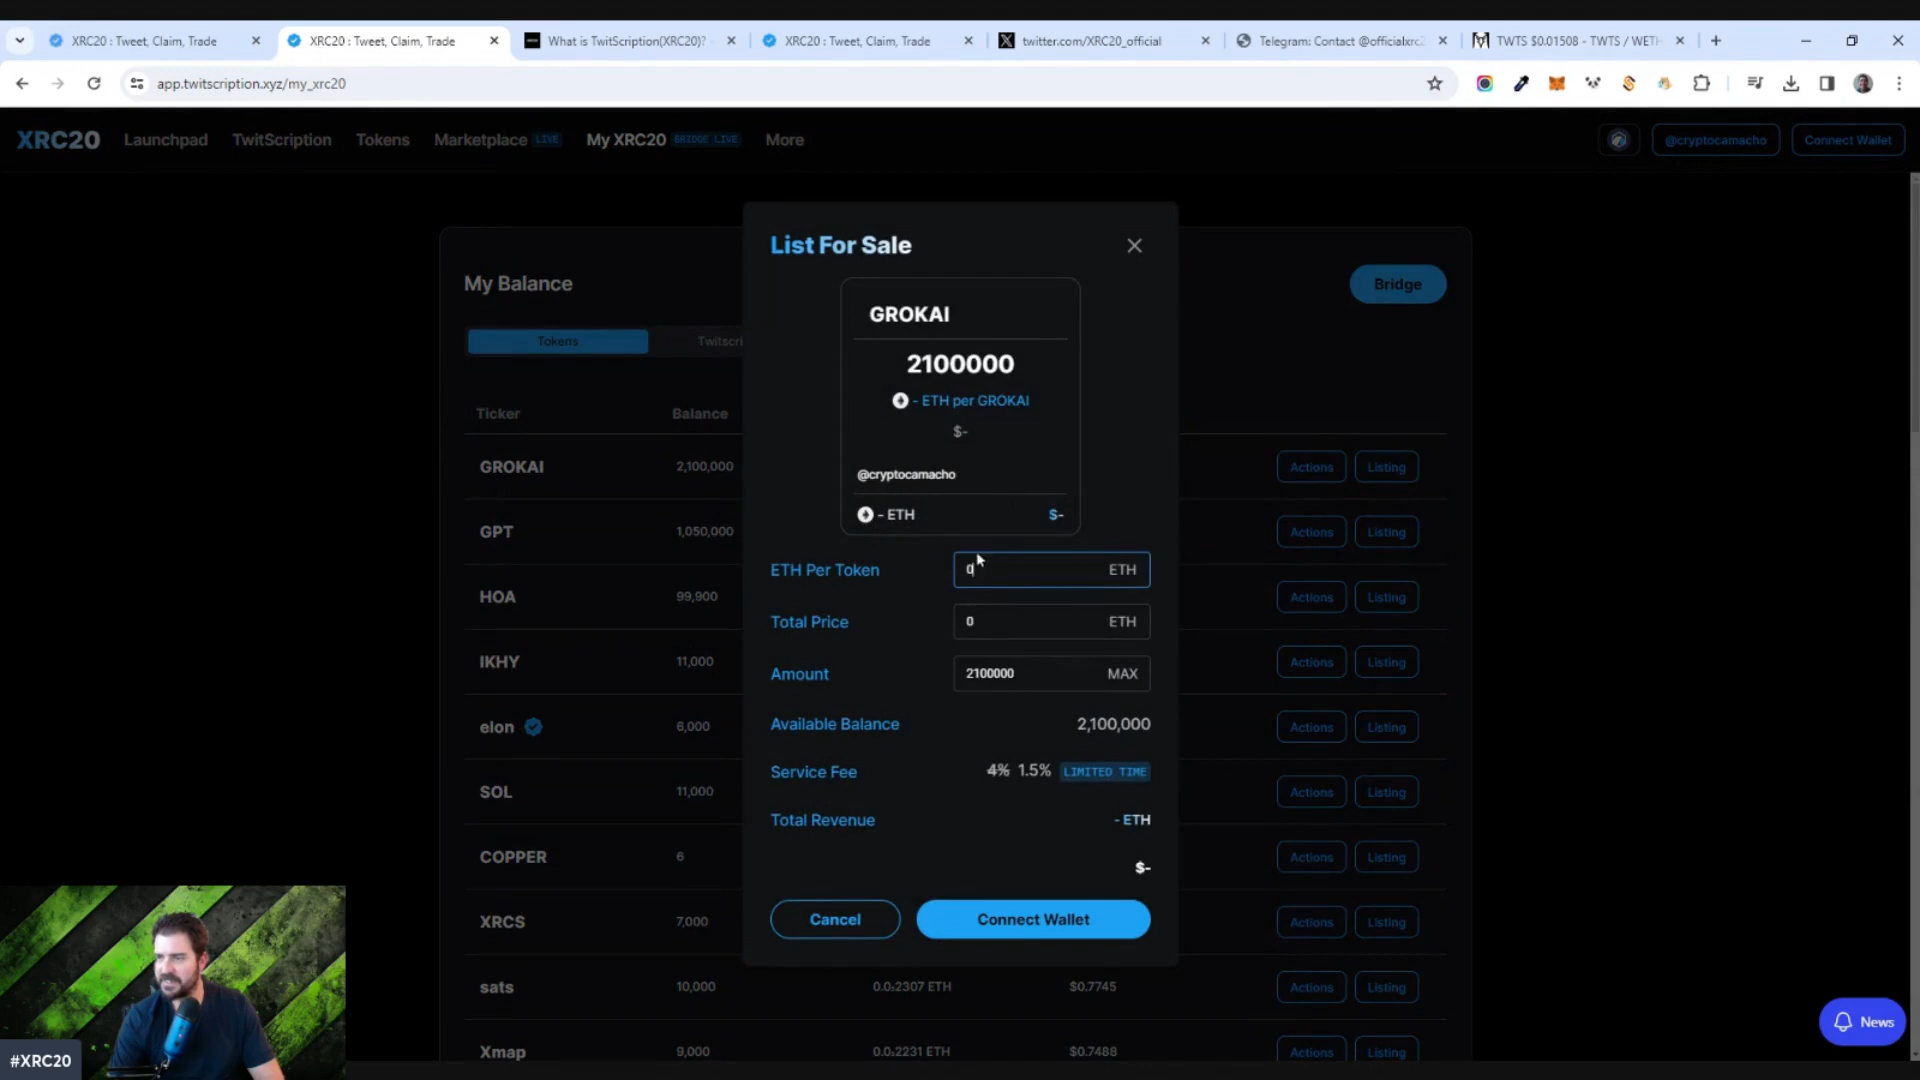 XRC20 : Tweet, Claim, Trade
XRC20 : Tweet, Claim, Trade
What is TwitScription(XRC20)?
XRC20 : Tweet, Claim, Trade
twitter.com/XRC20_official
Telegram: Contact @officialxrc2
TWTS $0.01508 - TWTS / WETH
app.twitscription.xyz/my_xrc20
XRC20 Launchpad TwitScription Tokens Marketplace LIVE My XRC20 BRIDGE LIVE More @cryptocamacho Connect Wallet
My Balance
Bridge
Tokens Twitscri
Ticker Balance
GROKAI 2,100,000 Actions Listing
GPT 1,050,000 Actions Listing
HOA 99,900 Actions Listing
IKHY 11,000 Actions Listing
elon 6,000 Actions Listing
SOL 11,000 Actions Listing
COPPER 6 Actions Listing
XRCS 7,000 Actions Listing
sats 10,000 0.0₅2307 ETH $0.7745 Actions Listing
Xmap 9,000 0.0₅2231 ETH $0.7488 Actions Listing
List For Sale
GROKAI
2100000
- ETH per GROKAI
$-
@cryptocamacho
- ETH $-
ETH Per Token 0 ETH
Total Price 0 ETH
Amount 2100000 MAX
Available Balance 2,100,000
Service Fee 4% 1.5% LIMITED TIME
Total Revenue - ETH
$-
Cancel Connect Wallet
News
#XRC20